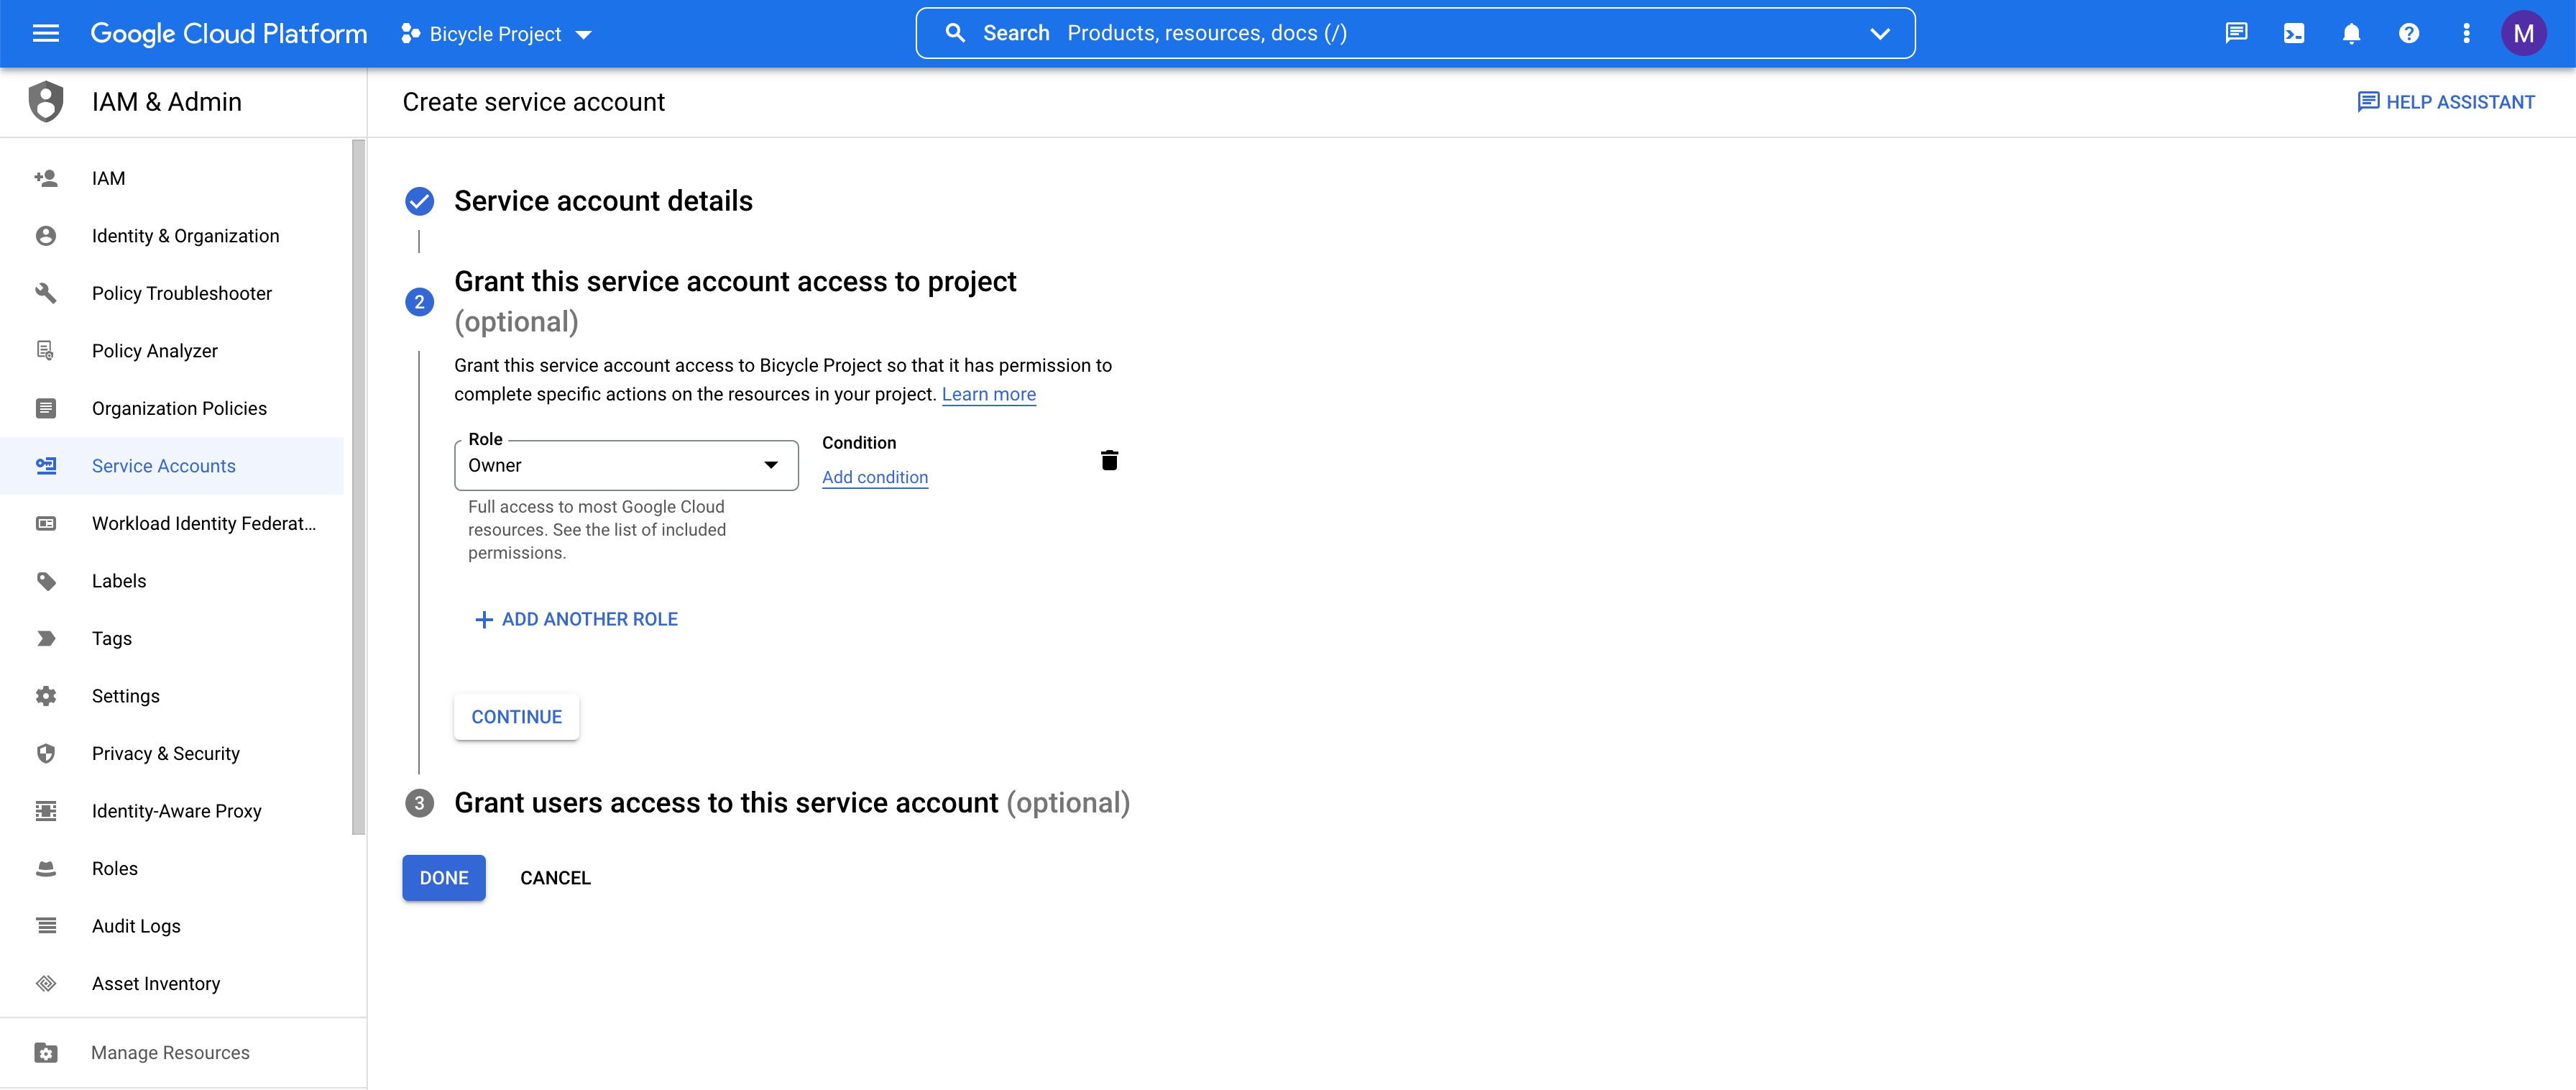 Google Cloud Platform
Bicycle Project
Search Products, resources, docs (/)
M
IAM & Admin
Create service account
HELP ASSISTANT
IAM
Identity & Organization
Policy Troubleshooter
Policy Analyzer
Organization Policies
Service Accounts
Workload Identity Federat...
Labels
Tags
Settings
Privacy & Security
Identity-Aware Proxy
Roles
Audit Logs
Asset Inventory
Manage Resources
Service account details
2
Grant this service account access to project
(optional)
Grant this service account access to Bicycle Project so that it has permission to
complete specific actions on the resources in your project. Learn more
Role
Owner
Condition
Add condition
Full access to most Google Cloud
resources. See the list of included
permissions.
+ ADD ANOTHER ROLE
CONTINUE
3 Grant users access to this service account (optional)
DONE CANCEL